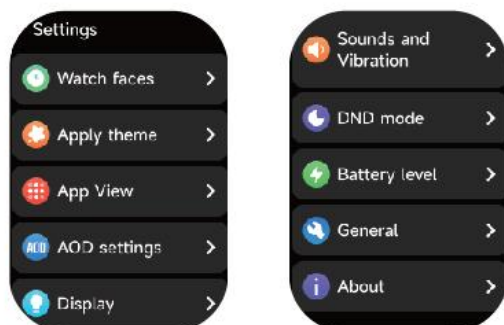 Settings
Watch faces
Apply theme
App View
AOD AOD settings
Display
Sounds and
Vibration
DND mode
Battery level
General
i About